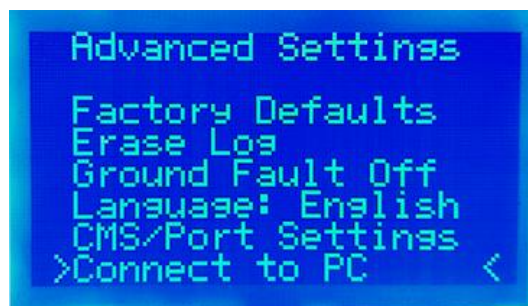 Advanced Settings
Factory Defaults
Erase Log
Ground Fault Off
Language: English
CMS/Port Settings
>Connect to PC <